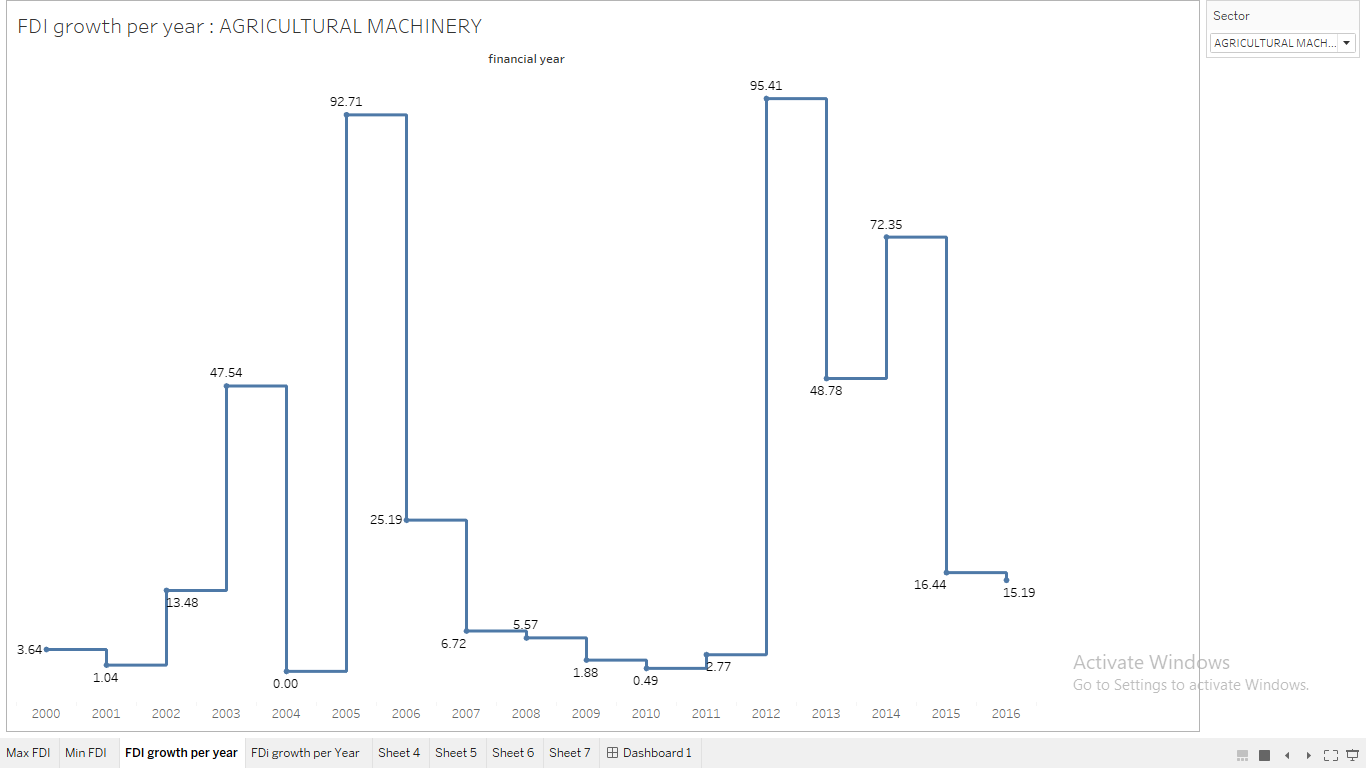 FDI growth per year : AGRICULTURAL MACHINERY
Sector
AGRICULTURAL MACH...
financial year
95.41
92.71
72.35
47.54
48.78
25.19
16.44
15.19
13.48
5.57
6.72
3.64
2.77
1.04
1.88
0.49
0.00
Activate Windows
Go to Settings to activate Windows.
2000 2001 2002 2003 2004 2005 2006 2007 2008 2009 2010 2011 2012 2013 2014 2015 2016
Max FDI Min FDI FDI growth per year FDi growth per Year Sheet 4 Sheet 5 Sheet 6 Sheet 7 Dashboard 1